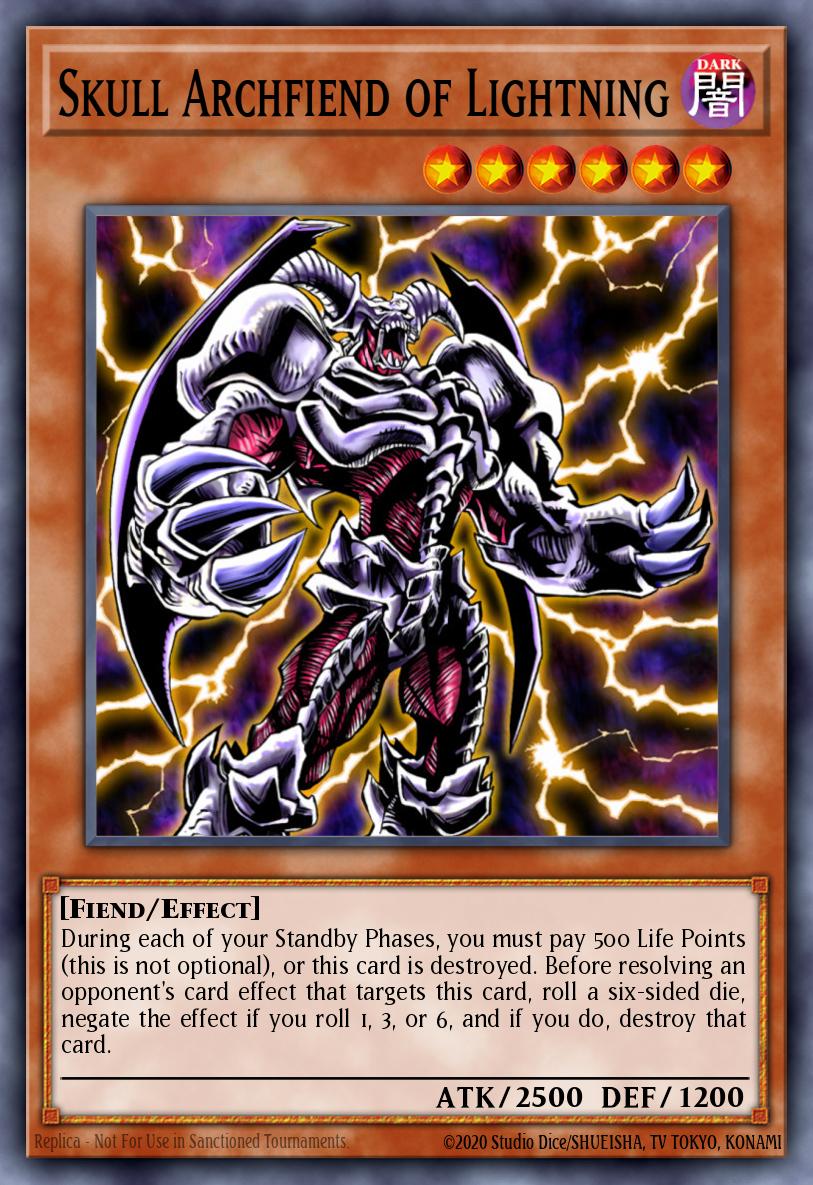 Skull Archfiend of Lightning
DARK
闇
[Fiend/Effect]
During each of your Standby Phases, you must pay 500 Life Points
(this is not optional), or this card is destroyed. Before resolving an
opponent's card effect that targets this card, roll a six-sided die,
negate the effect if you roll 1, 3, or 6, and if you do, destroy that
card.
ATK/2500 DEF/1200
Replica - Not For Use in Sanctioned Tournaments.
©2020 Studio Dice/SHUEISHA, TV TOKYO, KONAMI